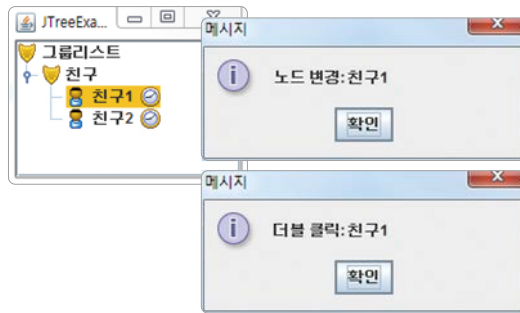 JTreeExa...
그룹리스트
친구
친구1
친구2
메시지
노드 변경:친구1
확인
메시지
더블 클릭:친구1
확인